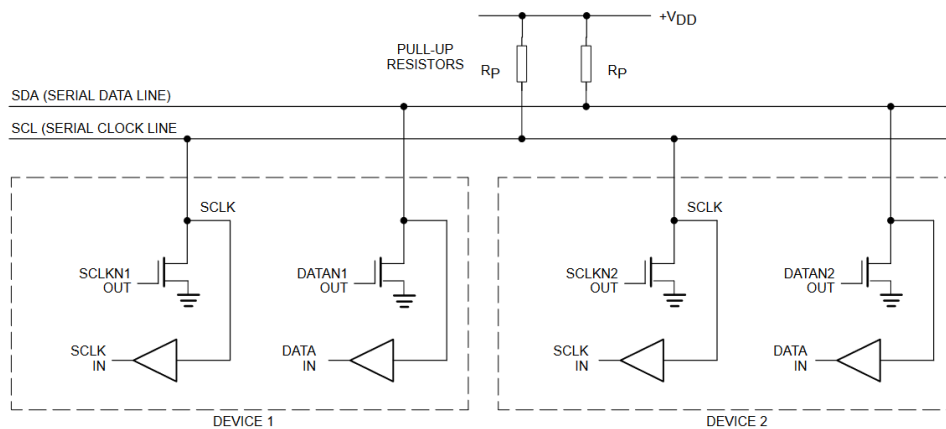 +VDD
PULL-UP
RESISTORS
RP
RP
SDA (SERIAL DATA LINE)
SCL (SERIAL CLOCK LINE
SCLK
SCLK
SCLKN1
OUT
DATAN1
OUT
SCLKN2
OUT
DATAN2
OUT
SCLK
IN
DATA
IN
SCLK
IN
DATA
IN
DEVICE 1
DEVICE 2